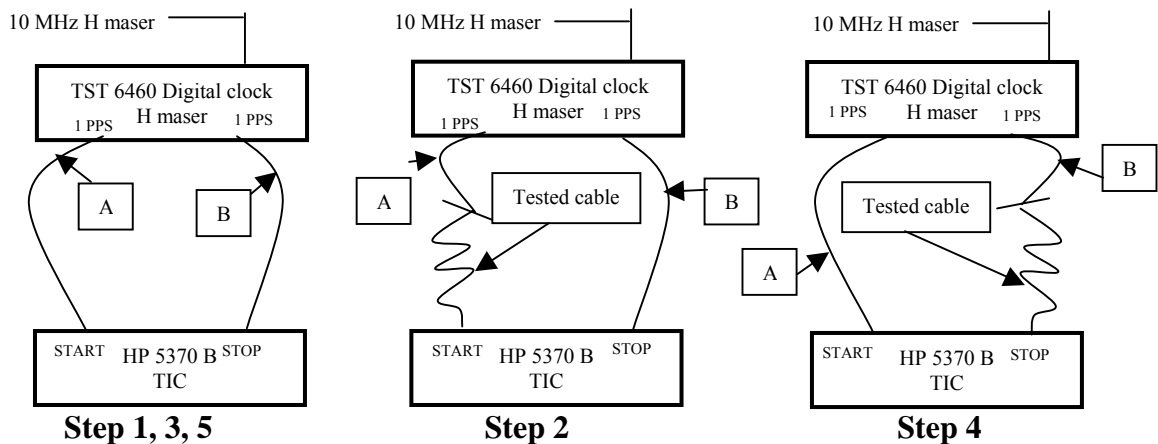 10 MHz H maser
TST 6460 Digital clock
H maser
1 PPS
1 PPS
A
B
START
HP 5370 B
STOP
TIC
Step 1, 3, 5
10 MHz H maser
TST 6460 Digital clock
H maser
1 PPS
1 PPS
A
Tested cable
B
START
HP 5370 B
STOP
TIC
Step 2
10 MHz H maser
TST 6460 Digital clock
1 PPS
H maser
1 PPS
B
Tested cable
A
START
HP 5370 B
STOP
TIC
Step 4